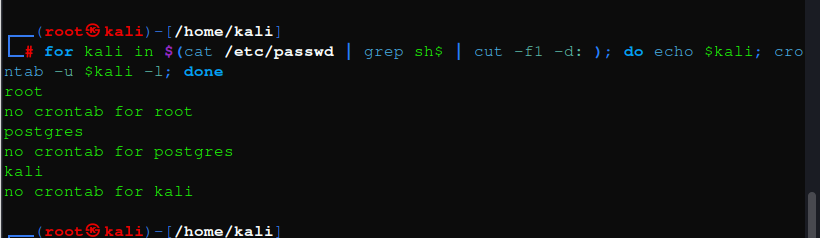 ┌──(root㉿kali)-[/home/kali]
└─# for kali in $(cat /etc/passwd | grep sh$ | cut -f1 -d: ); do echo $kali; cro
ntab -u $kali -l; done
root
no crontab for root
postgres
no crontab for postgres
kali
no crontab for kali
┌──(root㉿kali)-[/home/kali]